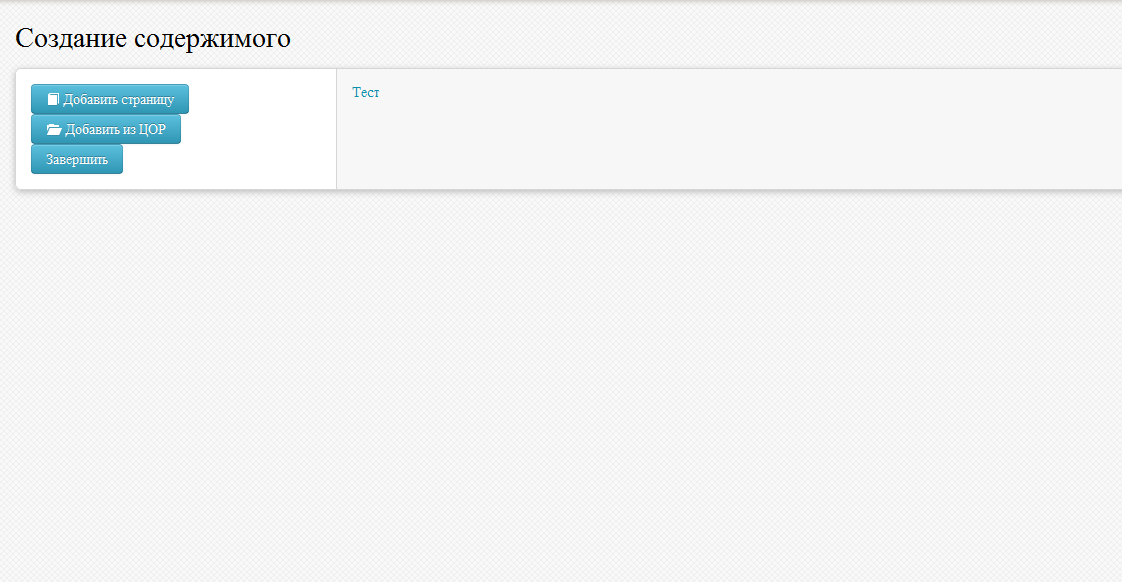 Создание содержимого
Добавить страницу
Добавить из ЦОР
Завершить
Тест